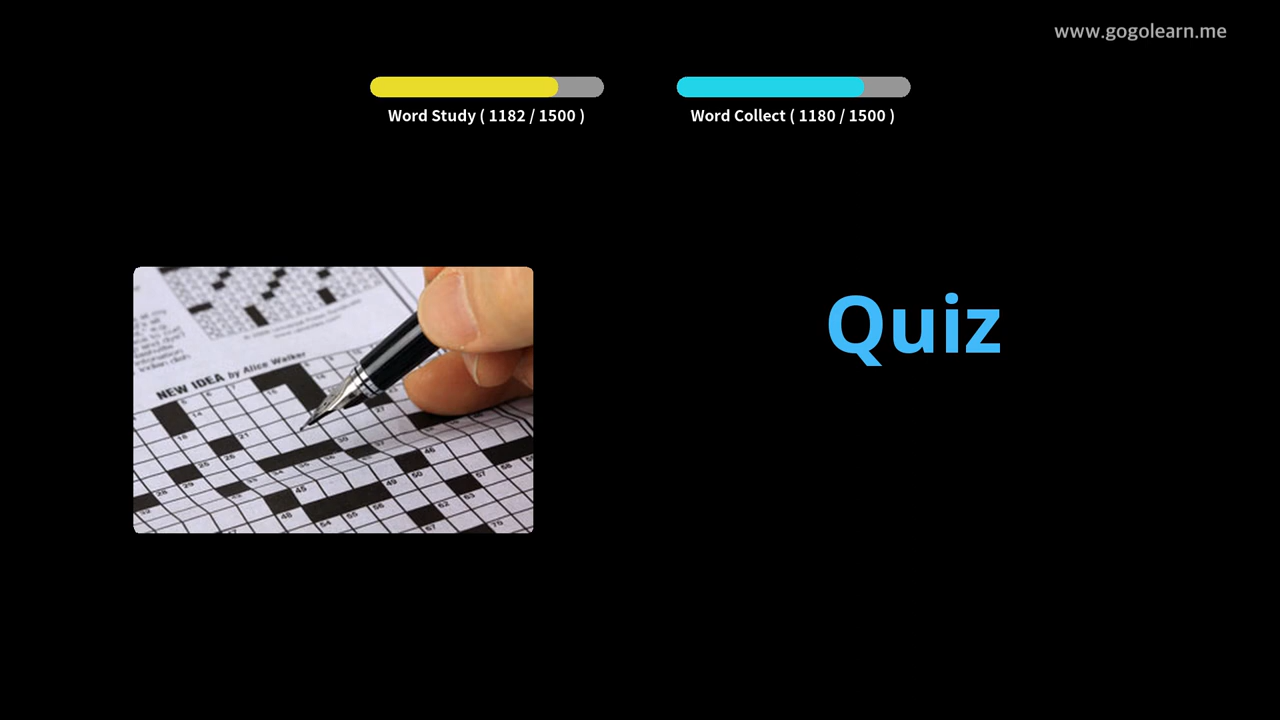 www.gogolearn.me
Word Study ( 1182 / 1500 )
Word Collect ( 1180 / 1500 )
Quiz
NEW IDEA by Alice Walker